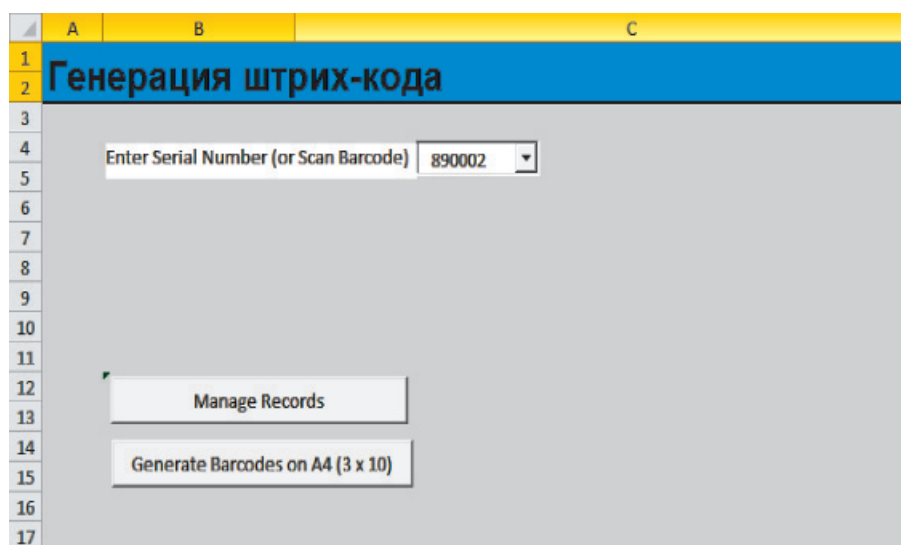 A B C
1
2 Генерация штрих-кода
3
4 Enter Serial Number (or Scan Barcode) 890002
5
6
7
8
9
10
11
12 Manage Records
13
14 Generate Barcodes on A4 (3 x 10)
15
16
17